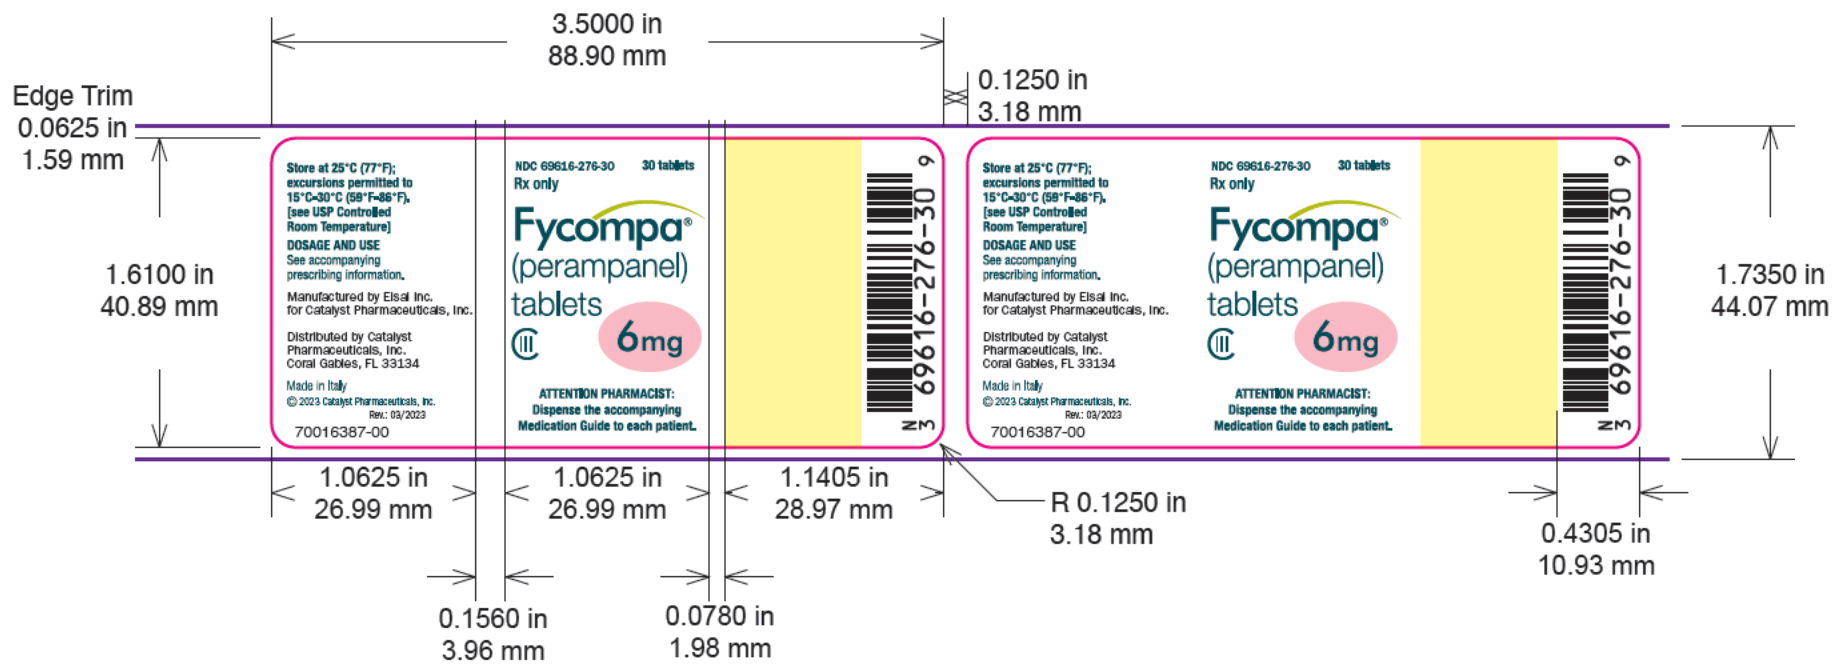 3.5000 in
88.90 mm
0.1250 in
3.18 mm
Edge Trim
0.0625 in
1.59 mm
1.6100 in
40.89 mm
Store at 25°C (77°F);
excursions permitted to
15°C-30°C (59°F-86°F).
[see USP Controlled
Room Temperature]
DOSAGE AND USE
See accompanying
prescribing information.
Manufactured by Eisai Inc.
for Catalyst Pharmaceuticals, Inc.
Distributed by Catalyst
Pharmaceuticals, Inc.
Coral Gables, FL 33134
Made in Italy
© 2023 Catalyst Pharmaceuticals, Inc.
Rev.: 03/2023
70016387-00
NDC 69616-276-30 30 tablets
Rx only
Fycompa®
(perampanel)
tablets
CIII
6 mg
ATTENTION PHARMACIST:
Dispense the accompanying
Medication Guide to each patient.
N
3 69616-276-30 9
Store at 25°C (77°F);
excursions permitted to
15°C-30°C (59°F-86°F).
[see USP Controlled
Room Temperature]
DOSAGE AND USE
See accompanying
prescribing information.
Manufactured by Eisai Inc.
for Catalyst Pharmaceuticals, Inc.
Distributed by Catalyst
Pharmaceuticals, Inc.
Coral Gables, FL 33134
Made in Italy
© 2023 Catalyst Pharmaceuticals, Inc.
Rev.: 03/2023
70016387-00
NDC 69616-276-30 30 tablets
Rx only
Fycompa®
(perampanel)
tablets
CIII
6 mg
ATTENTION PHARMACIST:
Dispense the accompanying
Medication Guide to each patient.
N
3 69616-276-30 9
1.7350 in
44.07 mm
1.0625 in
26.99 mm
1.0625 in
26.99 mm
1.1405 in
28.97 mm
R 0.1250 in
3.18 mm
0.4305 in
10.93 mm
0.1560 in
3.96 mm
0.0780 in
1.98 mm